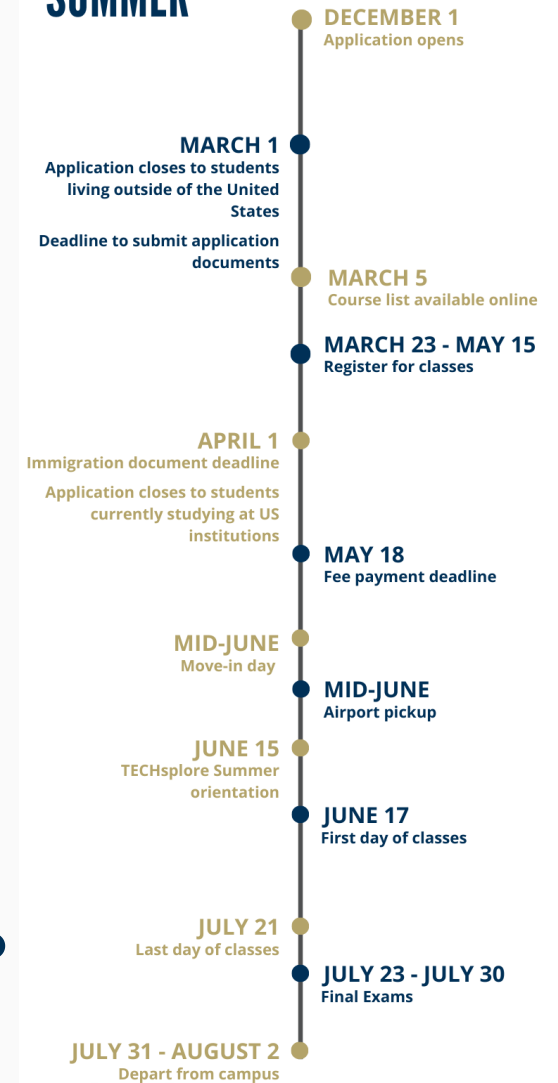 SUMMER
DECEMBER 1
Application opens
MARCH 1
Application closes to students
living outside of the United
States
Deadline to submit application
documents
MARCH 5
Course list available online
MARCH 23 - MAY 15
Register for classes
APRIL 1
Immigration document deadline
Application closes to students
currently studying at US
institutions
MAY 18
Fee payment deadline
MID-JUNE
Move-in day
MID-JUNE
Airport pickup
JUNE 15
TECHsplore Summer
orientation
JUNE 17
First day of classes
JULY 21
Last day of classes
JULY 23 - JULY 30
Final Exams
JULY 31 - AUGUST 2
Depart from campus